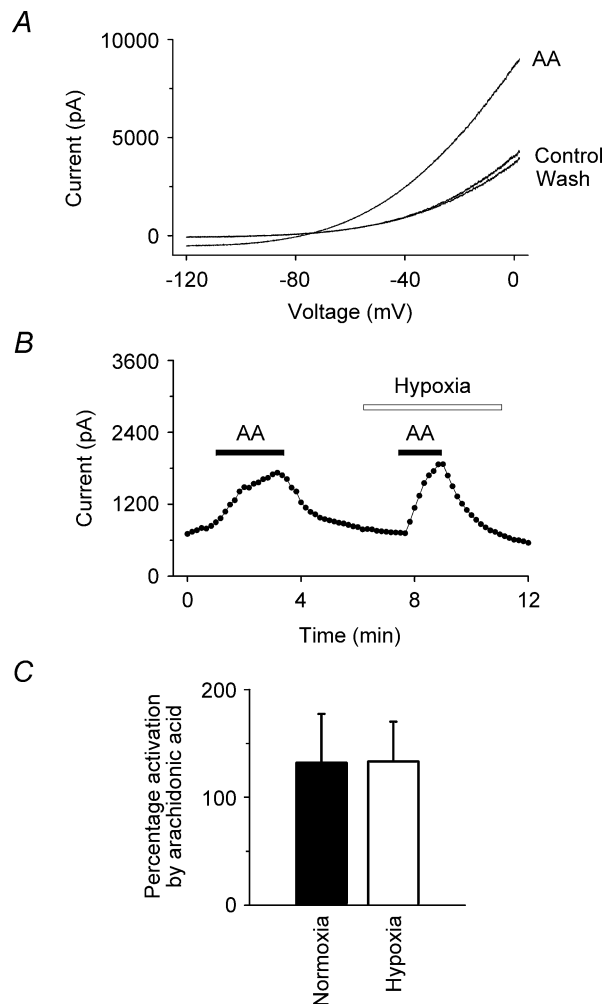 A
10000
5000
0
Current (pA)
AA
Control
Wash
-120
-80
-40
0
Voltage (mV)
B
3600
2400
1200
0
Current (pA)
Hypoxia
AA
AA
0
4
8
12
Time (min)
C
200
100
0
Percentage activation
by arachidonic acid
Normoxia
Hypoxia